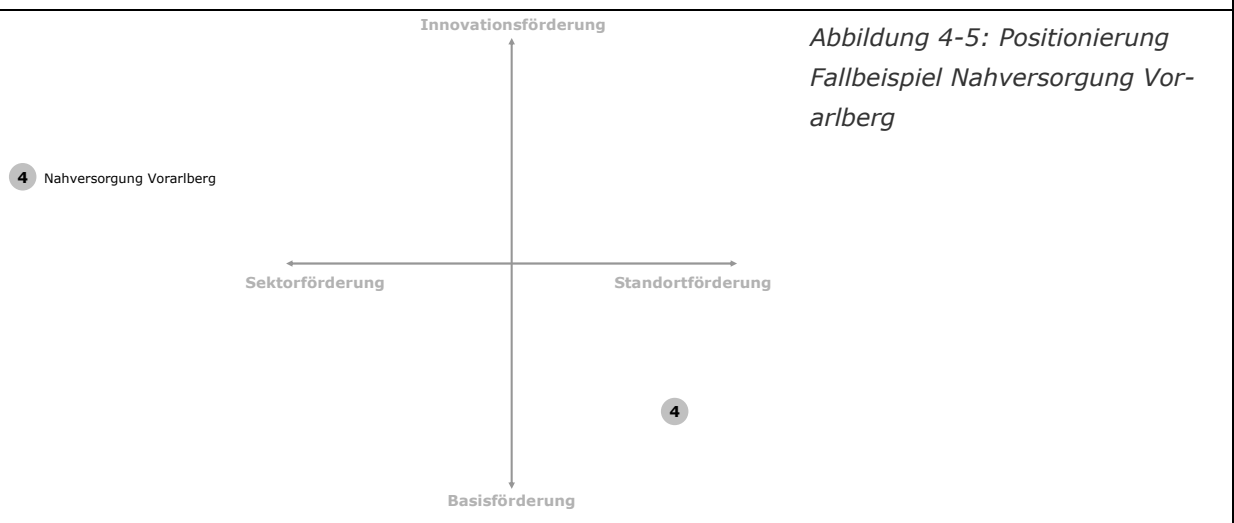 Innovationsförderung
Abbildung 4-5: Positionierung
Fallbeispiel Nahversorgung Vor-
arlberg
4 Nahversorgung Vorarlberg
Sektorförderung
Standortförderung
4
Basisförderung